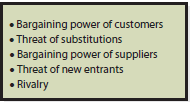 • Bargaining power of customers
• Threat of substitutions
• Bargaining power of suppliers
• Threat of new entrants
• Rivalry